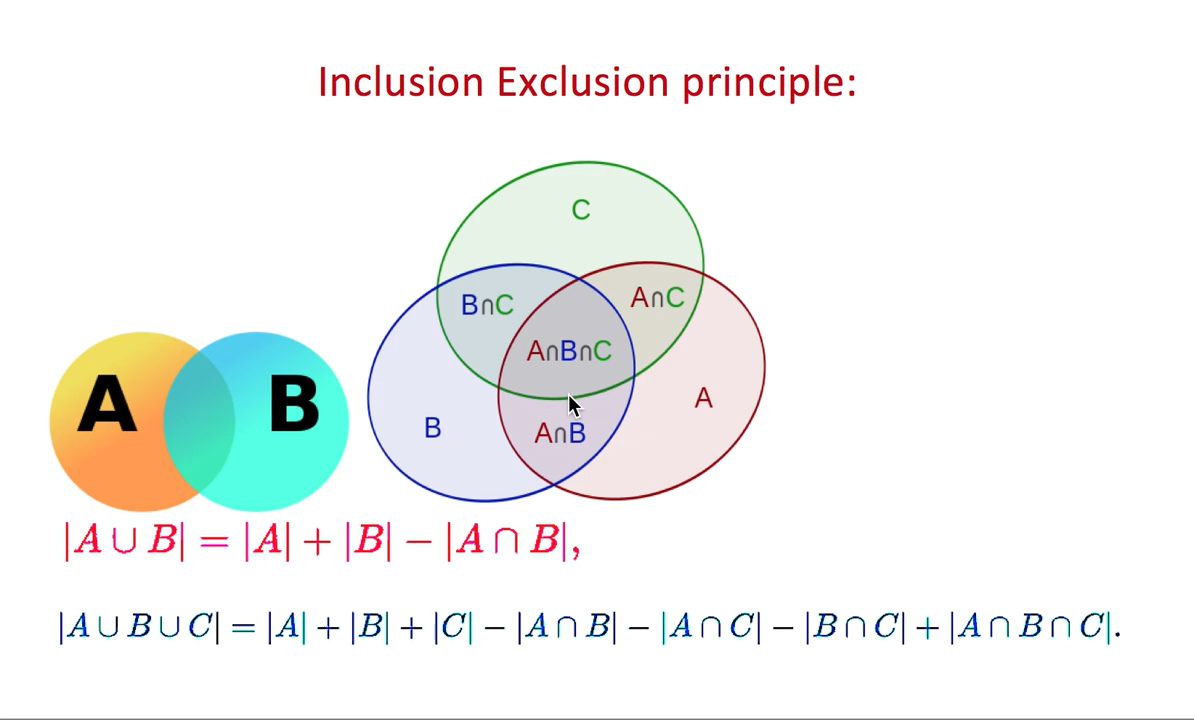 Inclusion Exclusion principle:
C
B∩C
A∩C
A∩B∩C
A
B
B
A
A∩B
|A ∪ B| = |A| + |B| − |A ∩ B|,
|A ∪ B ∪ C| = |A| + |B| + |C| − |A ∩ B| − |A ∩ C| − |B ∩ C| + |A ∩ B ∩ C|.